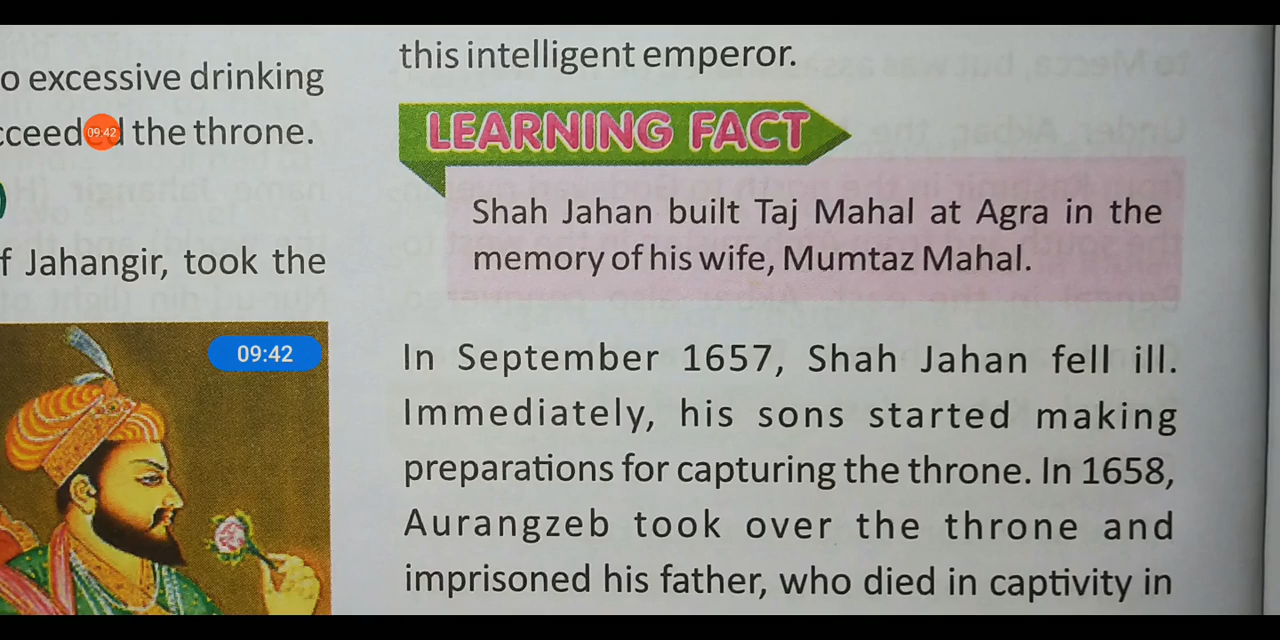 o excessive drinking
cceeded the throne.
f Jahangir, took the
09:42
09:42
this intelligent emperor.
LEARNING FACT
Shah Jahan built Taj Mahal at Agra in the
memory of his wife, Mumtaz Mahal.
In September 1657, Shah Jahan fell ill.
Immediately, his sons started making
preparations for capturing the throne. In 1658,
Aurangzeb took over the throne and
imprisoned his father, who died in captivity in